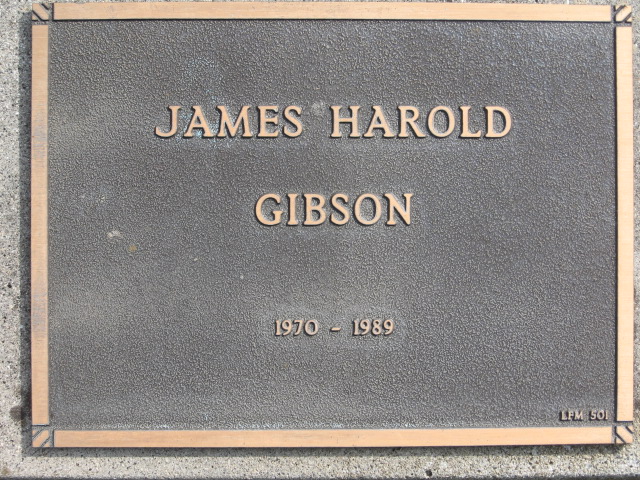 JAMES HAROLD
GIBSON
1970 - 1989
LFM 501